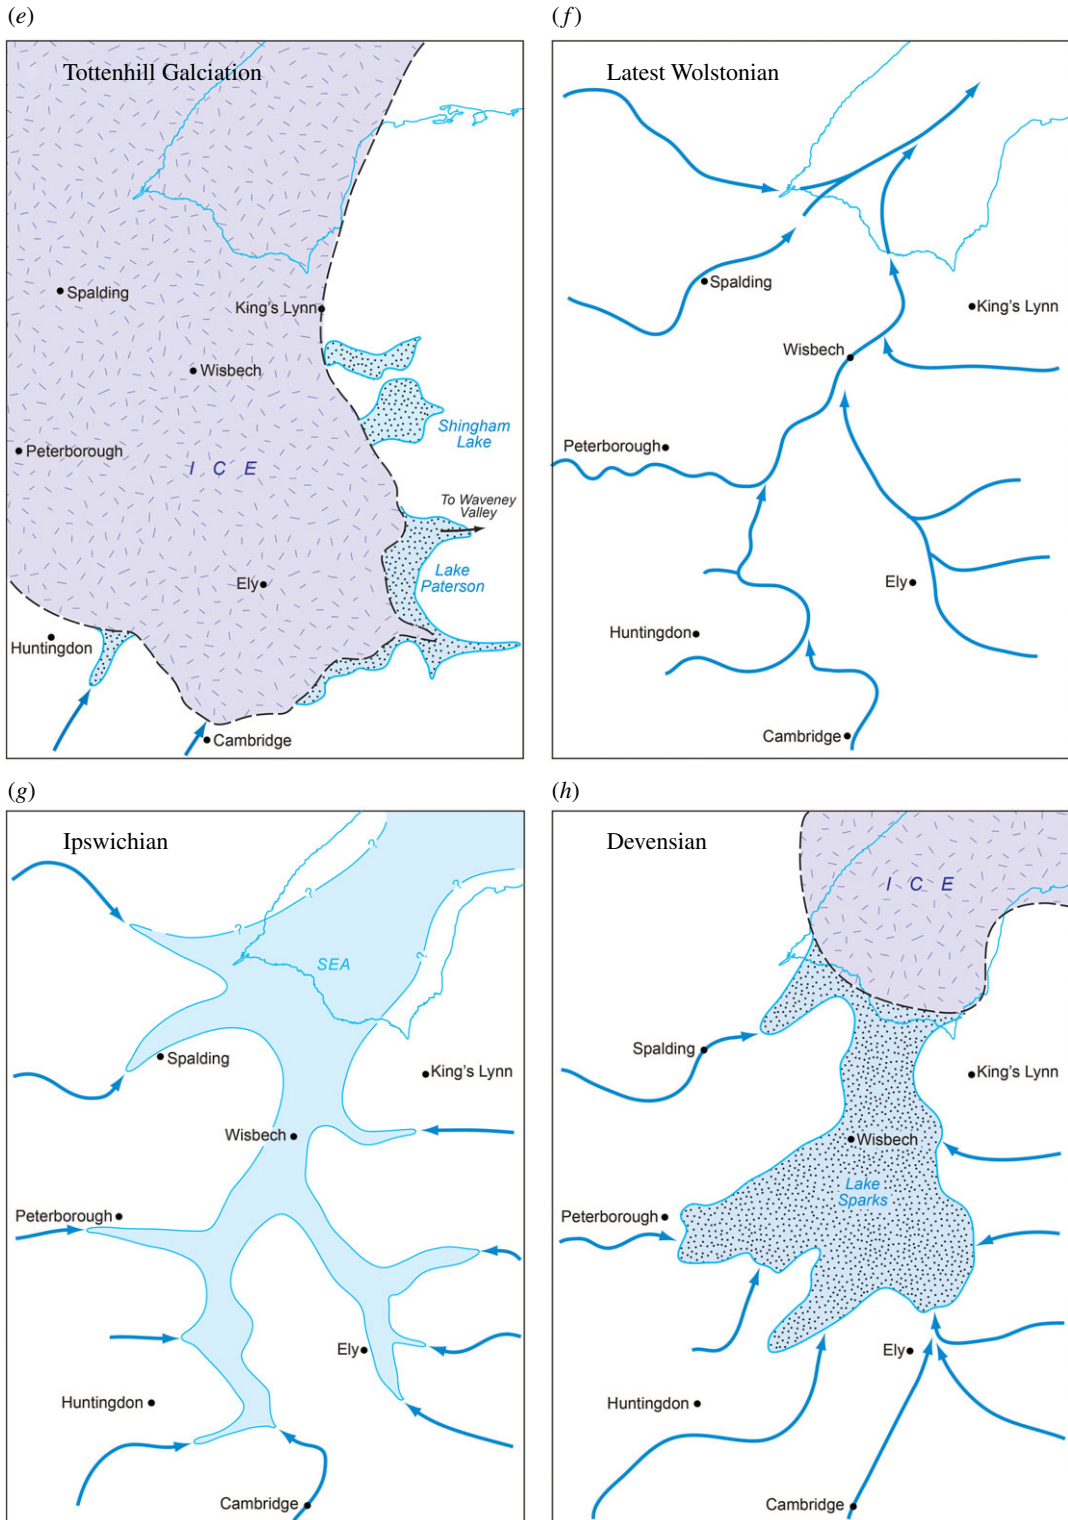 (e)
Tottenhill Galciation
Spalding
King's Lynn
Wisbech
Shingham
Lake
Peterborough
I C E
To Waveney
Valley
Lake
Paterson
Ely
Huntingdon
Cambridge
(f)
Latest Wolstonian
Spalding
King's Lynn
Wisbech
Peterborough
Ely
Huntingdon
Cambridge
(g)
Ipswichian
?
?
?
?
?
SEA
Spalding
King's Lynn
Wisbech
Peterborough
Ely
Huntingdon
Cambridge
(h)
Devensian
I C E
Spalding
King's Lynn
Wisbech
Lake
Sparks
Peterborough
Ely
Huntingdon
Cambridge